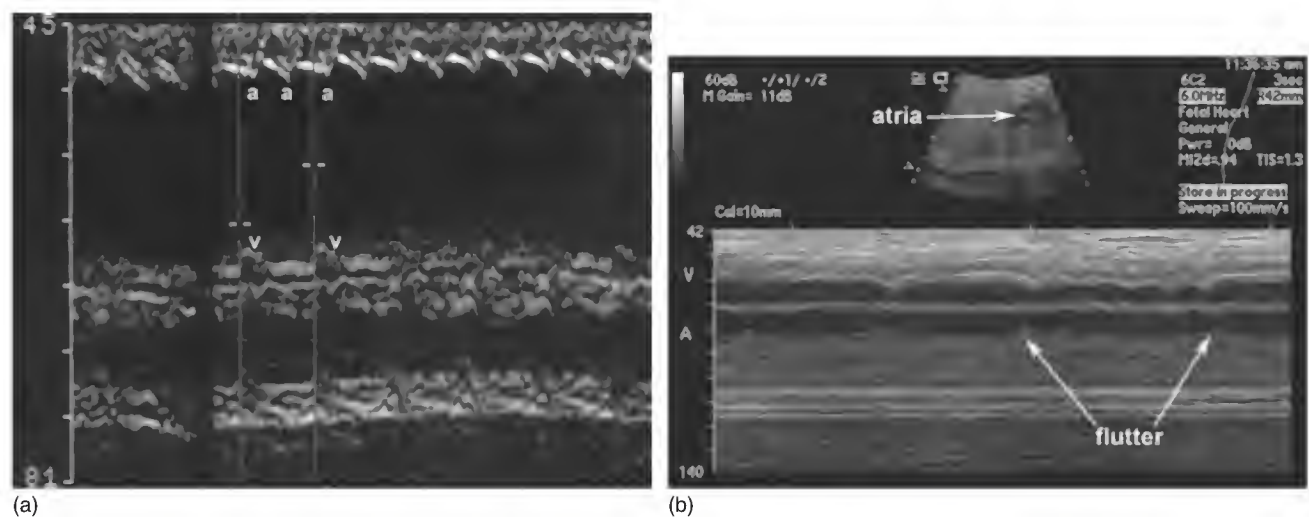 45
a a a
v v
81
(a)
60dB •/+1/ •/2
M Gain= 11dB
atria
11:36:35 am
6C2 3sec
6.0MHz R42mm
Fetal Heart
General
Pwr= 0dB
MI2d=.94 TIS=1.3
Store in progress
Sweep=100mm/s
Cal=10mm
42
V
A
flutter
140
(b)